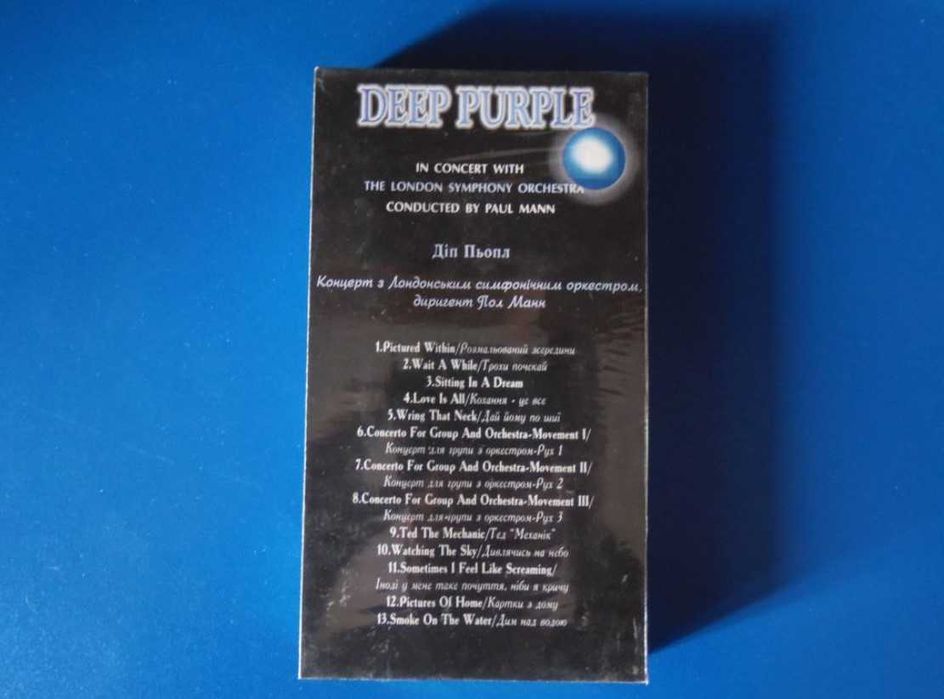 DEEP PURPLE
IN CONCERT WITH
THE LONDON SYMPHONY ORCHESTRA
CONDUCTED BY PAUL MANN
Діп Пьопл
Концерт з Лондонським симфонічним оркестром,
диригент Пол Манн
1.Pictured Within/Розмальований зсередини
2.Wait A While/Трохи почекай
3.Sitting In A Dream
4.Love Is All/Кохання - це все
5.Wring That Neck/Дай йому по шиї
6.Concerto For Group And Orchestra-Movement I/
Концерт для групи з оркестром-Рух 1
7.Concerto For Group And Orchestra-Movement II/
Концерт для групи з оркестром-Рух 2
8.Concerto For Group And Orchestra-Movement III/
Концерт для групи з оркестром-Рух 3
9.Ted The Mechanic/Тед "Механік"
10.Watching The Sky/Дивлячись на небо
11.Sometimes I Feel Like Screaming/
Іноді у мене таке почуття, ніби я кричу
12.Pictures Of Home/Картки з дому
13.Smoke On The Water/Дим над водою